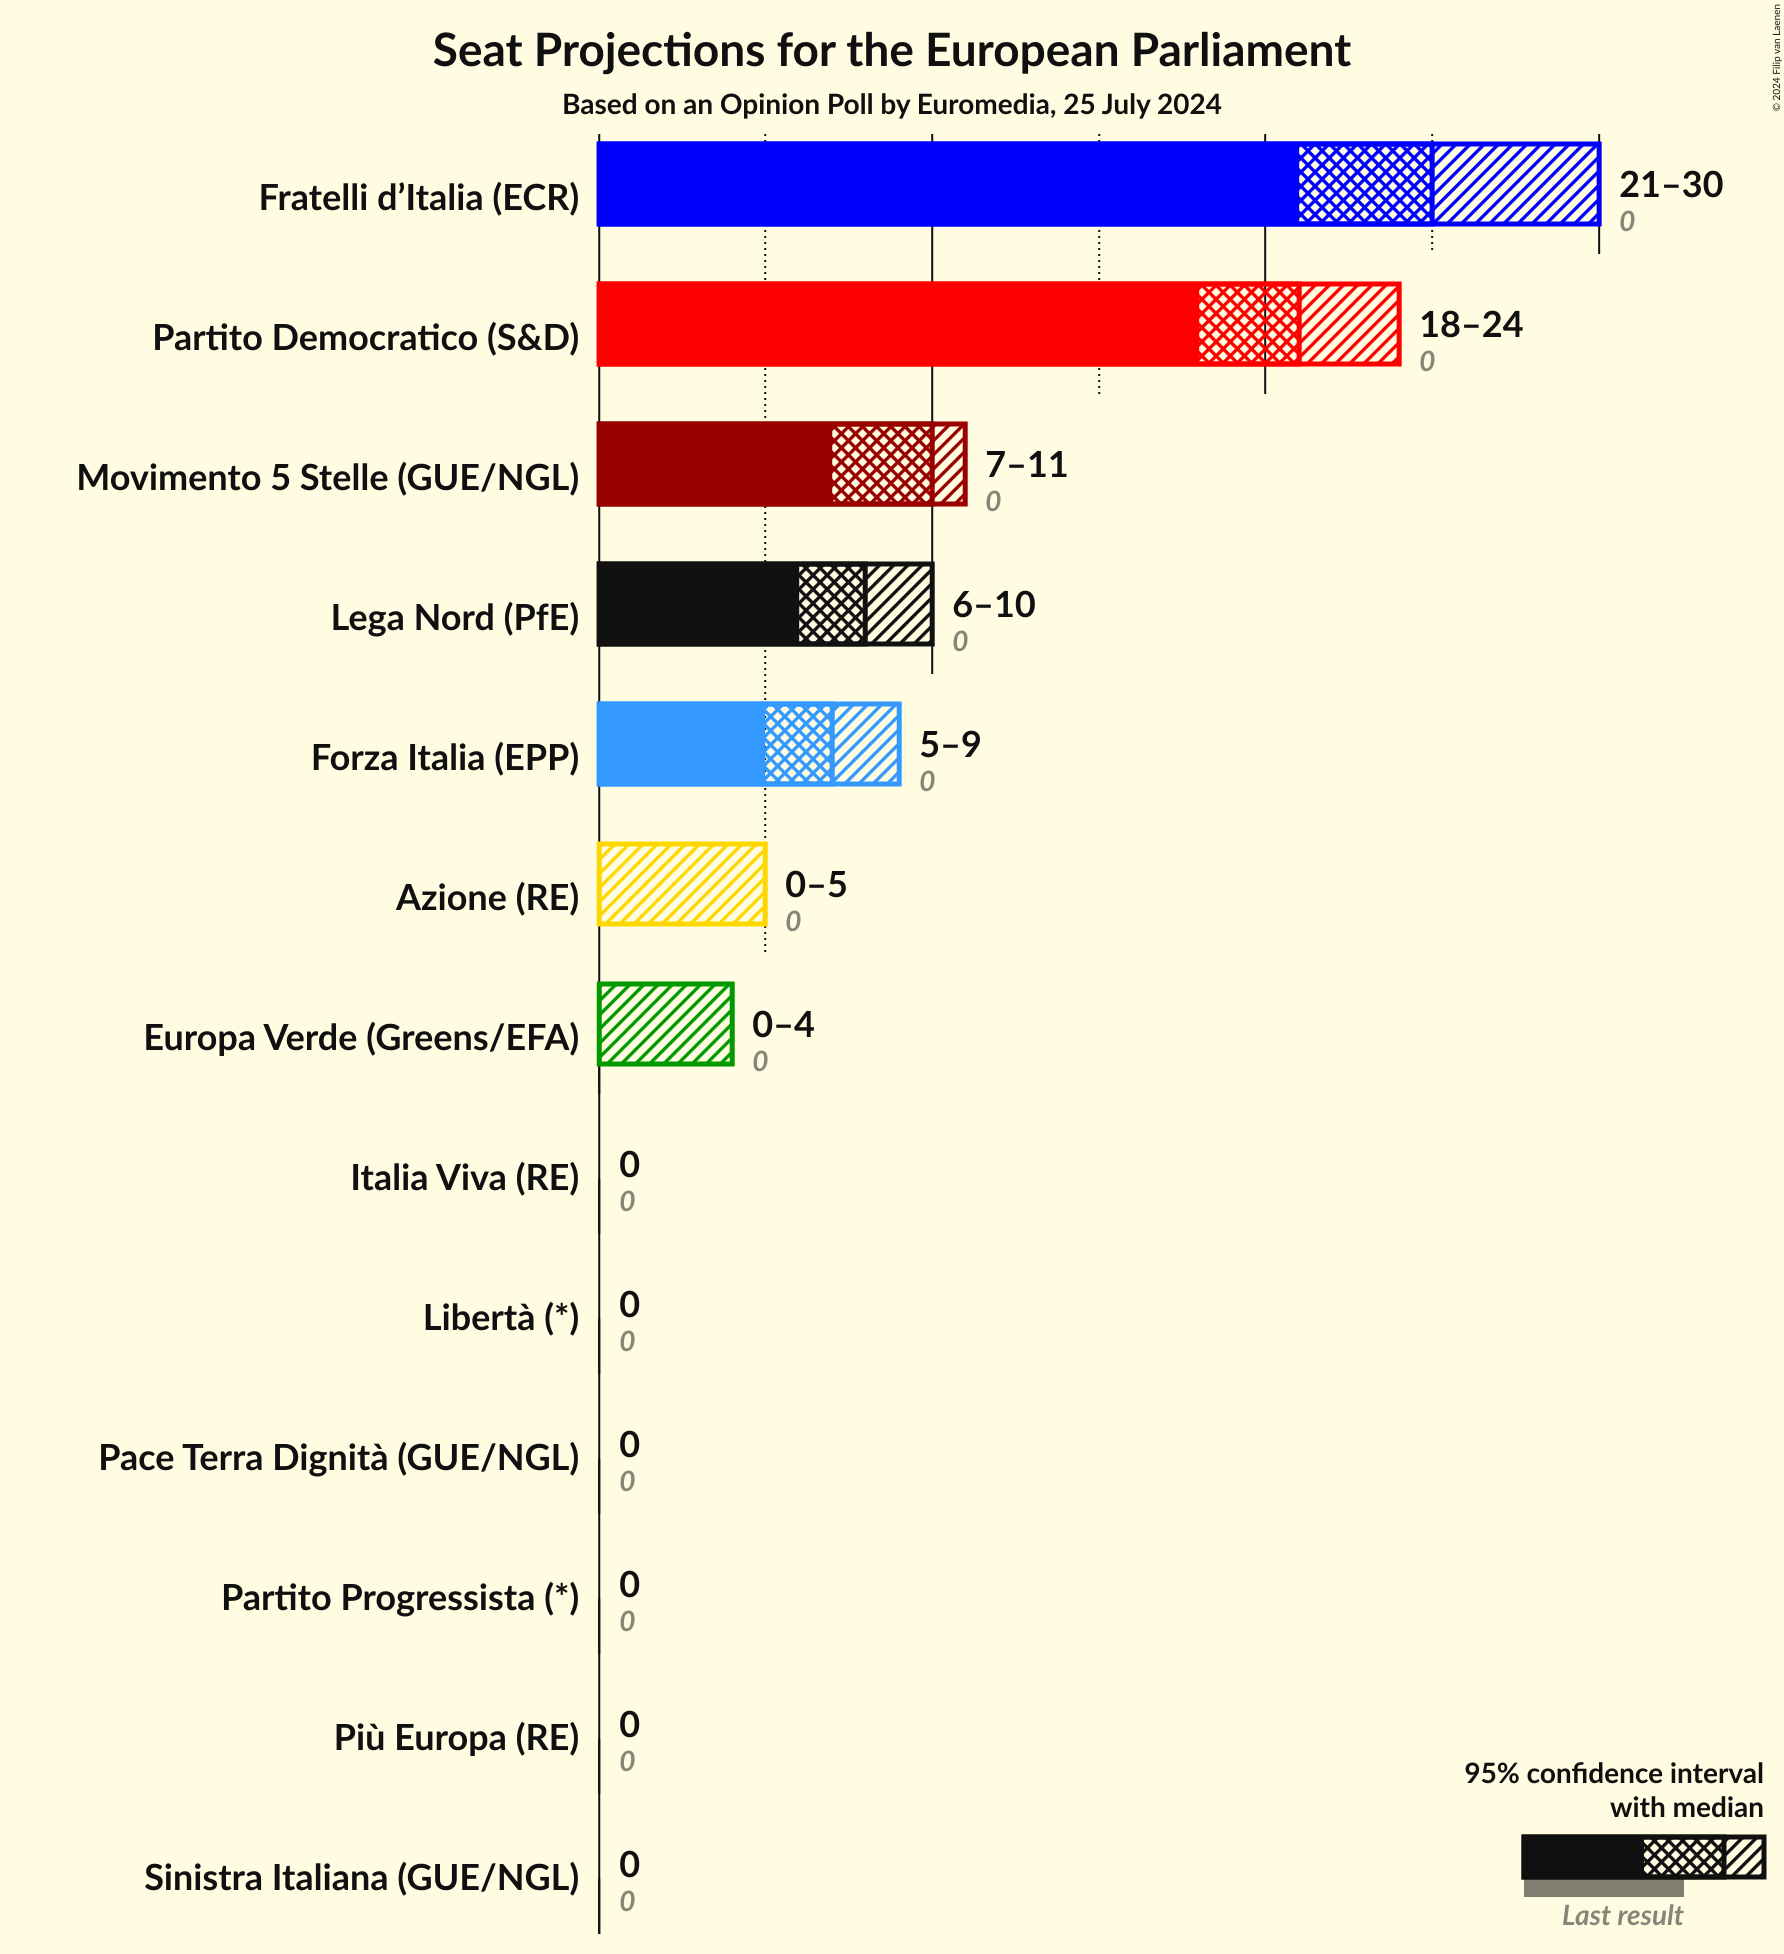 Seat Projections for the European Parliament
Based on an Opinion Poll by Euromedia, 25 July 2024
© 2024 Filip van Laenen
Fratelli d’Italia (ECR)
21–30
0
Partito Democratico (S&D)
18–24
0
Movimento 5 Stelle (GUE/NGL)
7–11
0
Lega Nord (PfE)
6–10
0
Forza Italia (EPP)
5–9
0
Azione (RE)
0–5
0
Europa Verde (Greens/EFA)
0–4
0
Italia Viva (RE)
0
0
Libertà (*)
0
0
Pace Terra Dignità (GUE/NGL)
0
0
Partito Progressista (*)
0
0
Più Europa (RE)
0
0
Sinistra Italiana (GUE/NGL)
0
0
95% confidence interval
with median
Last result